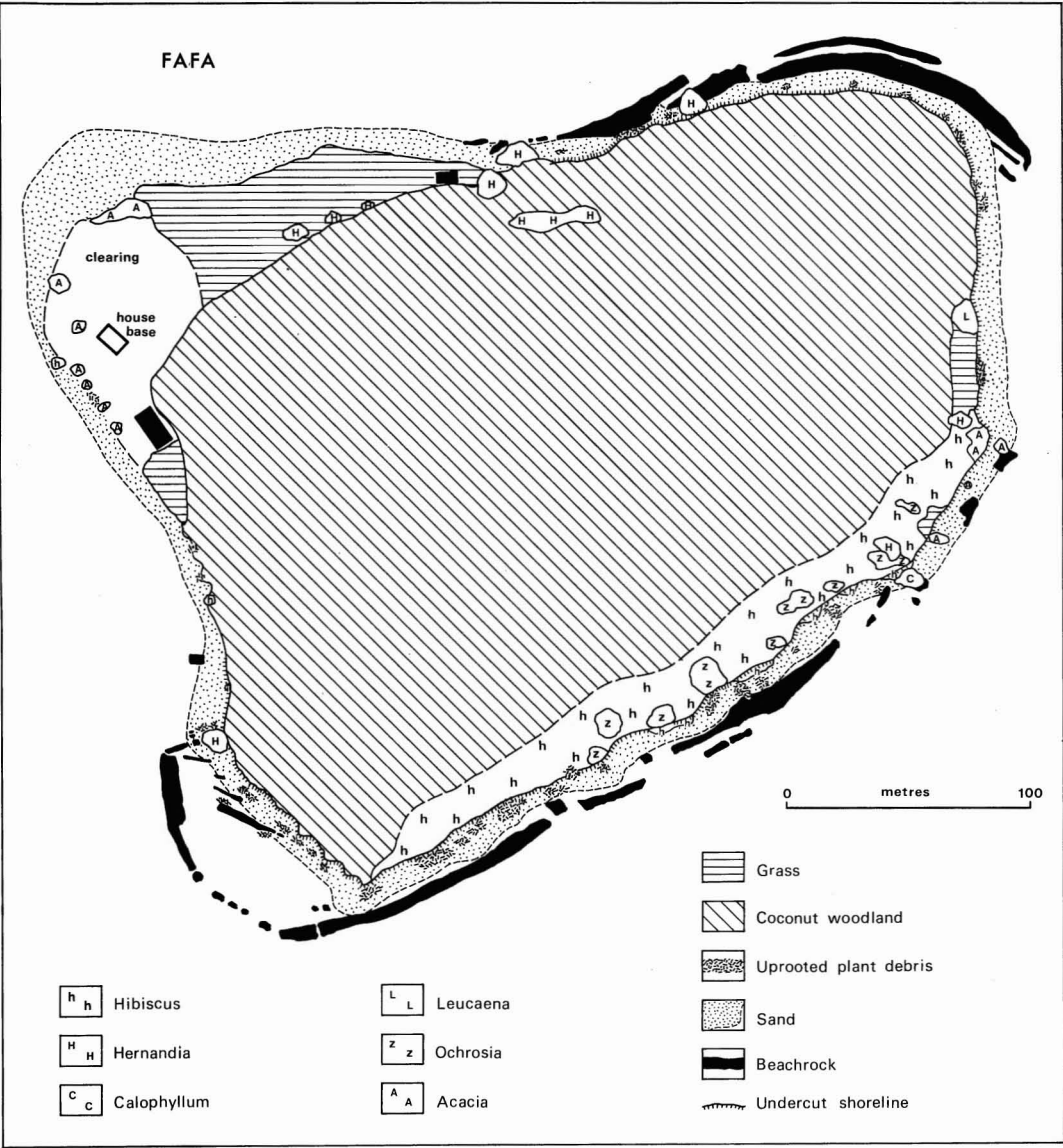 FAFA
H
H
H
H H H
H
H
H
A A
clearing
A
L
house
base
A
h
A
A
A
A
H
h
A
A
A
h
h
h
z
h
h
A
h
H
h
z
z
h
C
h
z
h
z
z
h
h
h
z
h
h
z
z
h
h
h
h
z
z
H
h
h
z
h
h
h
h
h
h
0 metres 100
Grass
Coconut woodland
h h Hibiscus
L L Leucaena
Uprooted plant debris
H H Hernandia
z z Ochrosia
Sand
C C Calophyllum
A A Acacia
Beachrock
Undercut shoreline